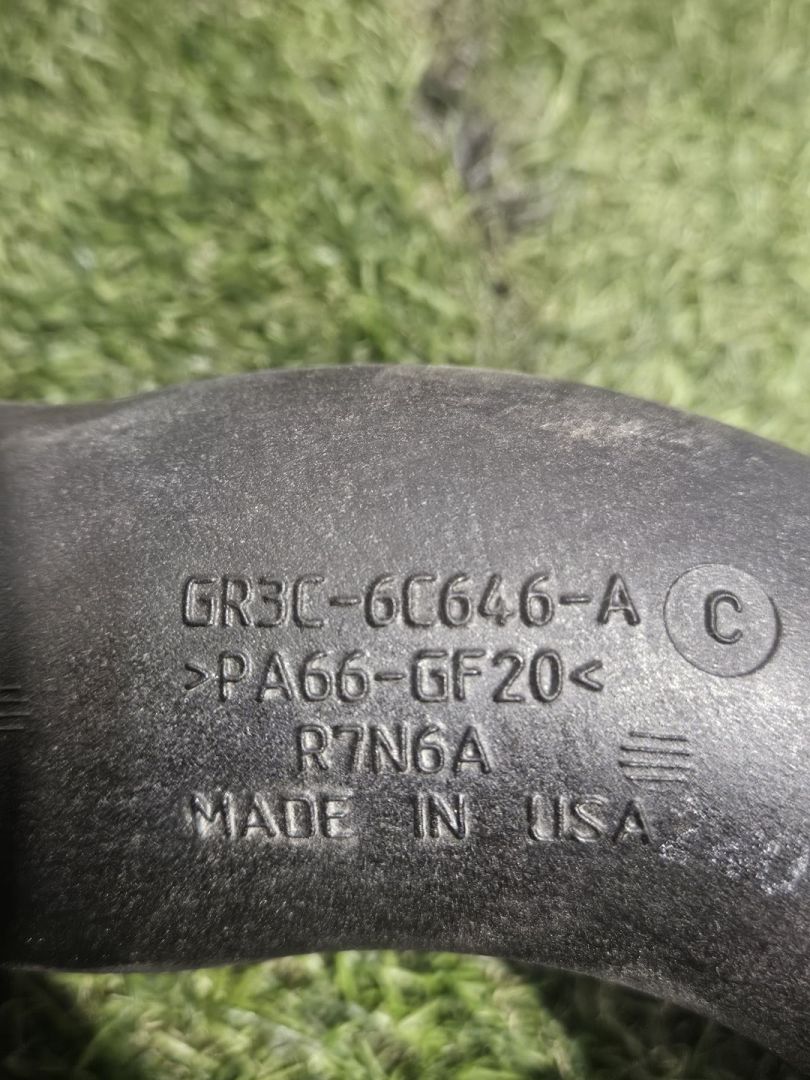 GR3C-6C646-A C
>PA66-GF20<
R7N6A
MADE IN USA